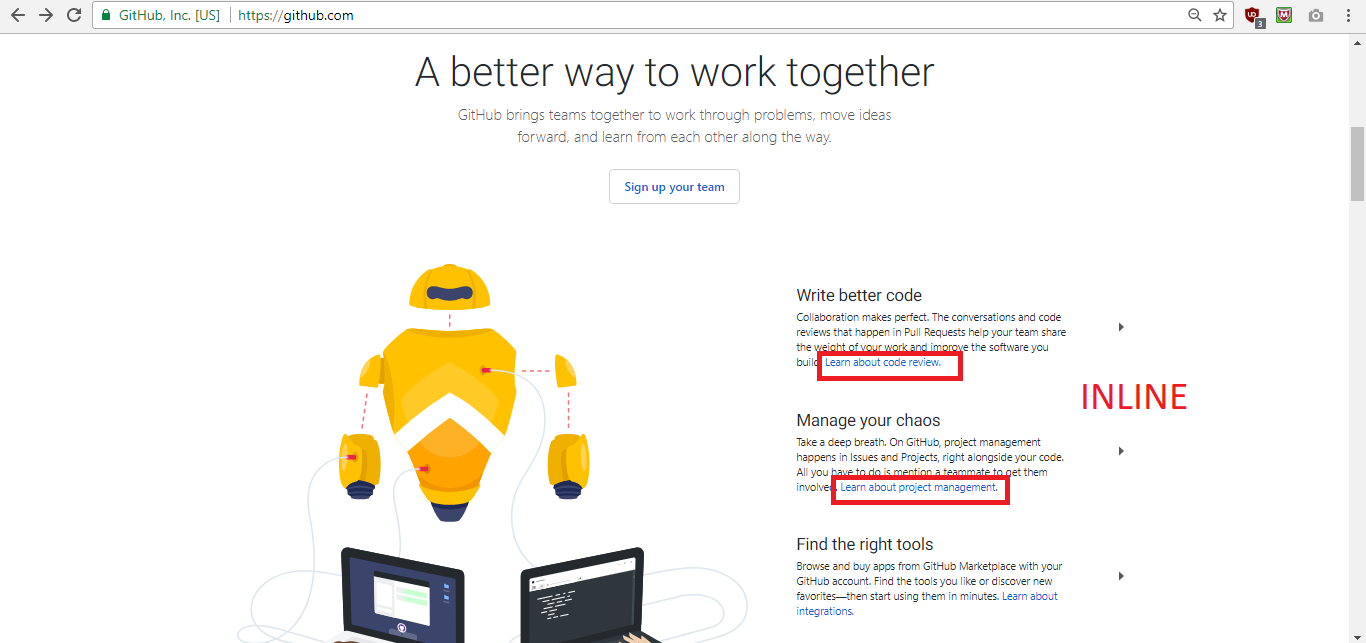 GitHub, Inc. [US] https://github.com
3
A better way to work together
GitHub brings teams together to work through problems, move ideas
forward, and learn from each other along the way.
Sign up your team
Write better code
Collaboration makes perfect. The conversations and code
reviews that happen in Pull Requests help your team share
the weight of your work and improve the software you
build. Learn about code review.
INLINE
Manage your chaos
Take a deep breath. On GitHub, project management
happens in Issues and Projects, right alongside your code.
All you have to do is mention a teammate to get them
involved. Learn about project management.
Find the right tools
Browse and buy apps from GitHub Marketplace with your
GitHub account. Find the tools you like or discover new
favorites—then start using them in minutes. Learn about
integrations.